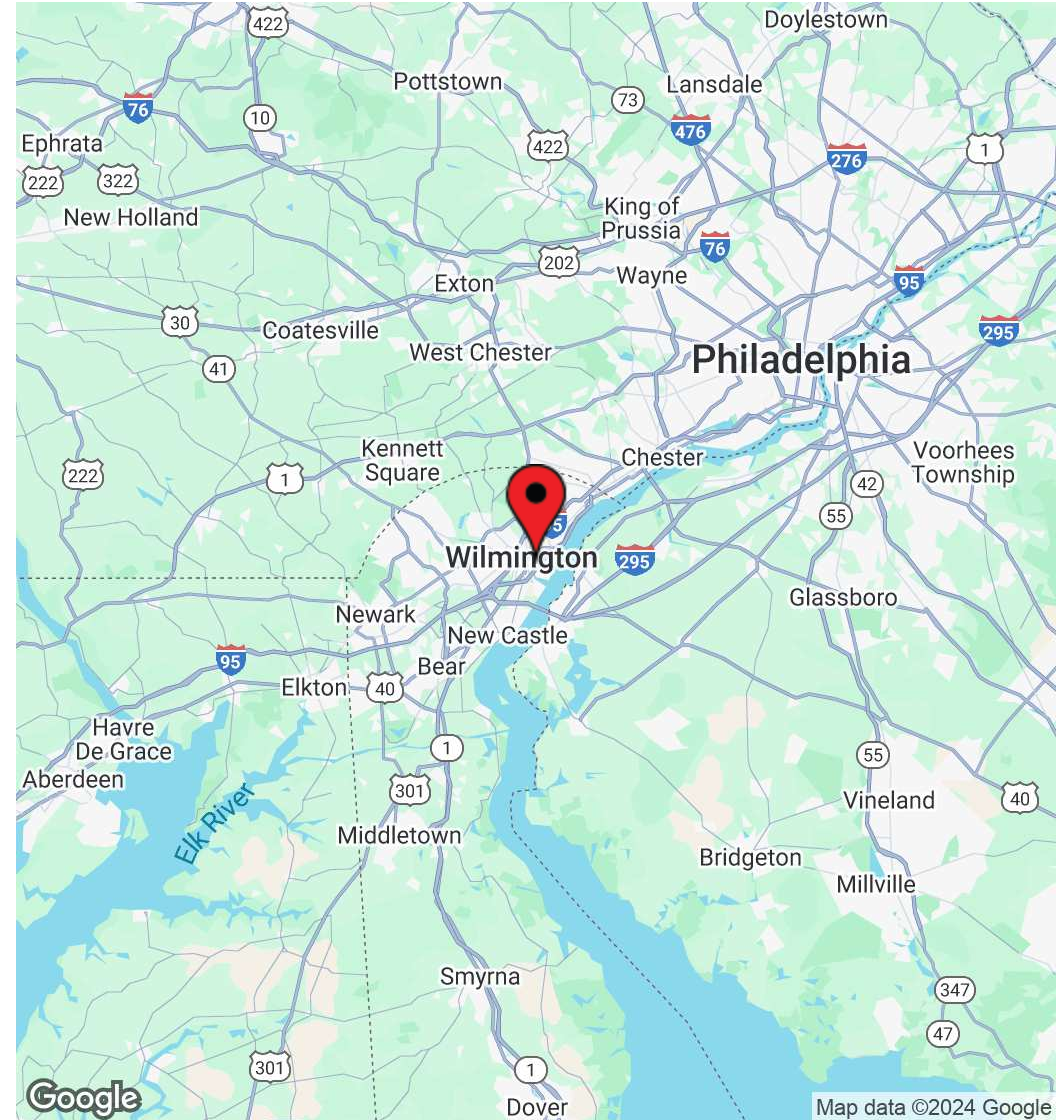 Doylestown
422
Pottstown
Lansdale
76
73
10
476
Ephrata
422
1
276
222
322
New Holland
King of
Prussia
76
202
Wayne
95
Exton
30
Coatesville
295
41
West Chester
Philadelphia
Kennett
Square
Chester
Voorhees
Township
222
1
42
55
5
Wilmington
295
Newark
Glassboro
New Castle
95
Bear
Elkton
40
Havre
De Grace
1
55
Aberdeen
301
Vineland
40
Elk River
Middletown
Bridgeton
Millville
Smyrna
347
47
301
1
Google
Dover
Map data ©2024 Google